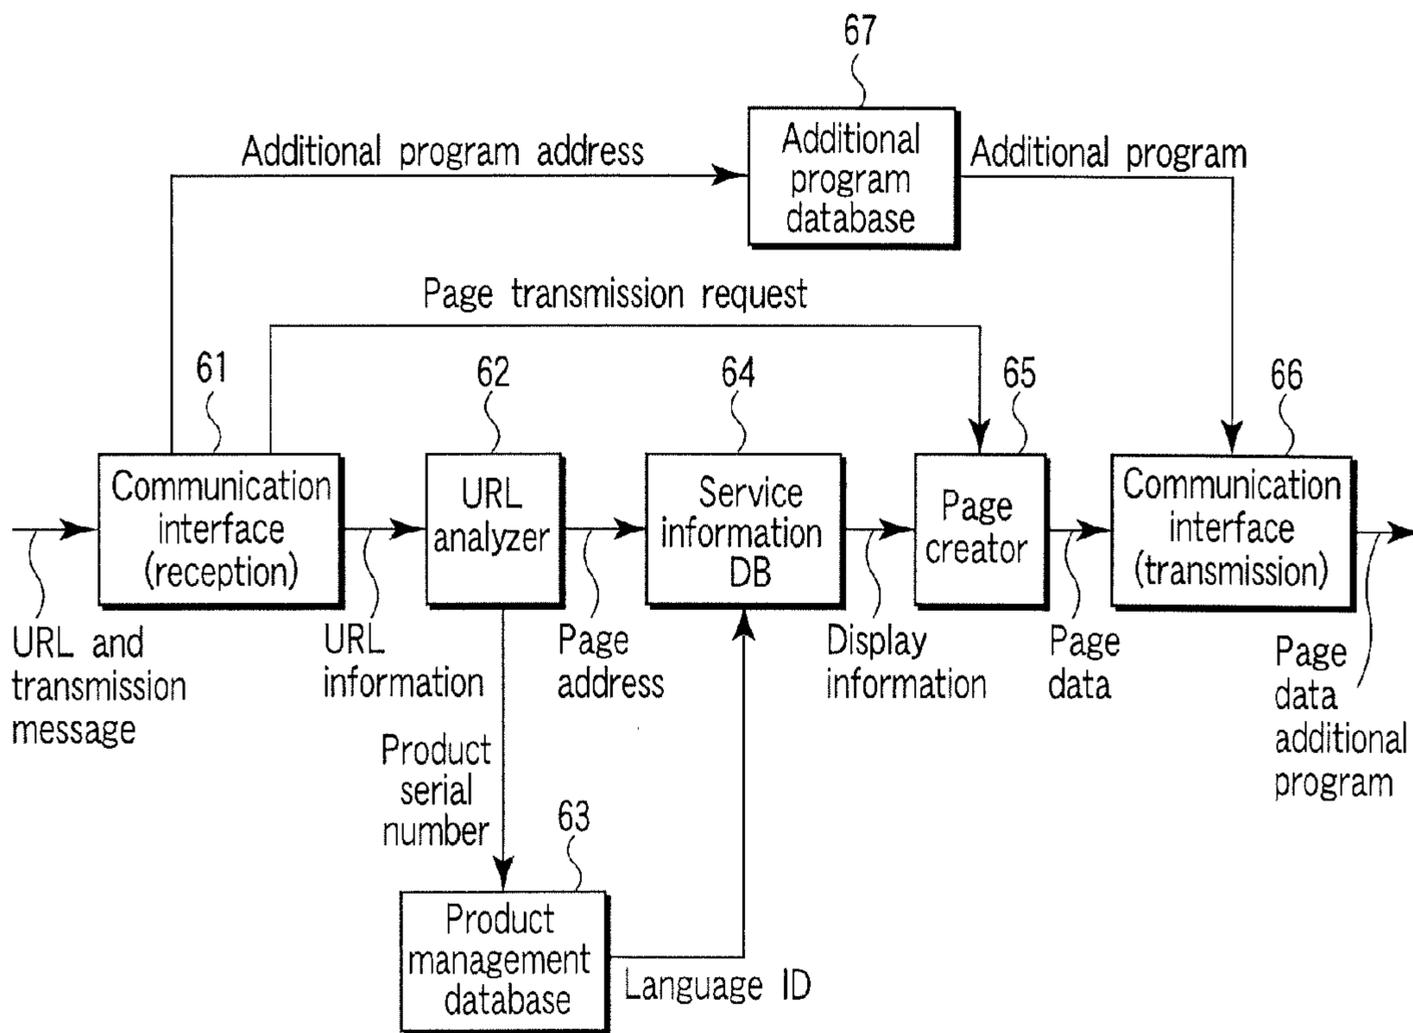 67
Additional program address
Additional
program
database
Additional program
Page transmission request
61
62
64
65
66
Communication
interface
(reception)
URL
analyzer
Service
information
DB
Page
creator
Communication
interface
(transmission)
URL and
transmission
message
URL
information
Page
address
Display
information
Page
data
Page
data
additional
program
Product
serial
number
63
Product
management
database
Language ID